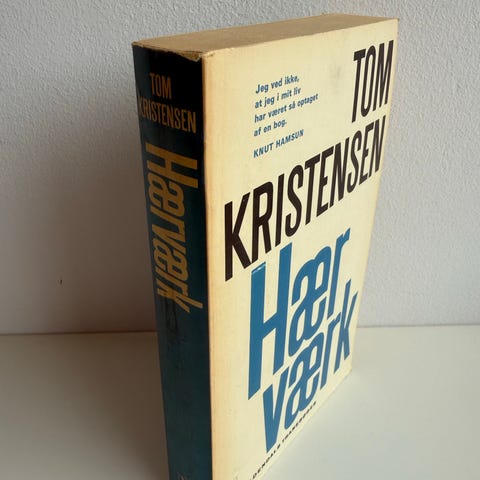 TOM
KRISTENSEN
Hærværk
Jeg ved ikke,
at jeg i mit liv
har været så optaget
af en bog.
KNUT HAMSUN
TOM
KRISTENSEN
Hær
værk